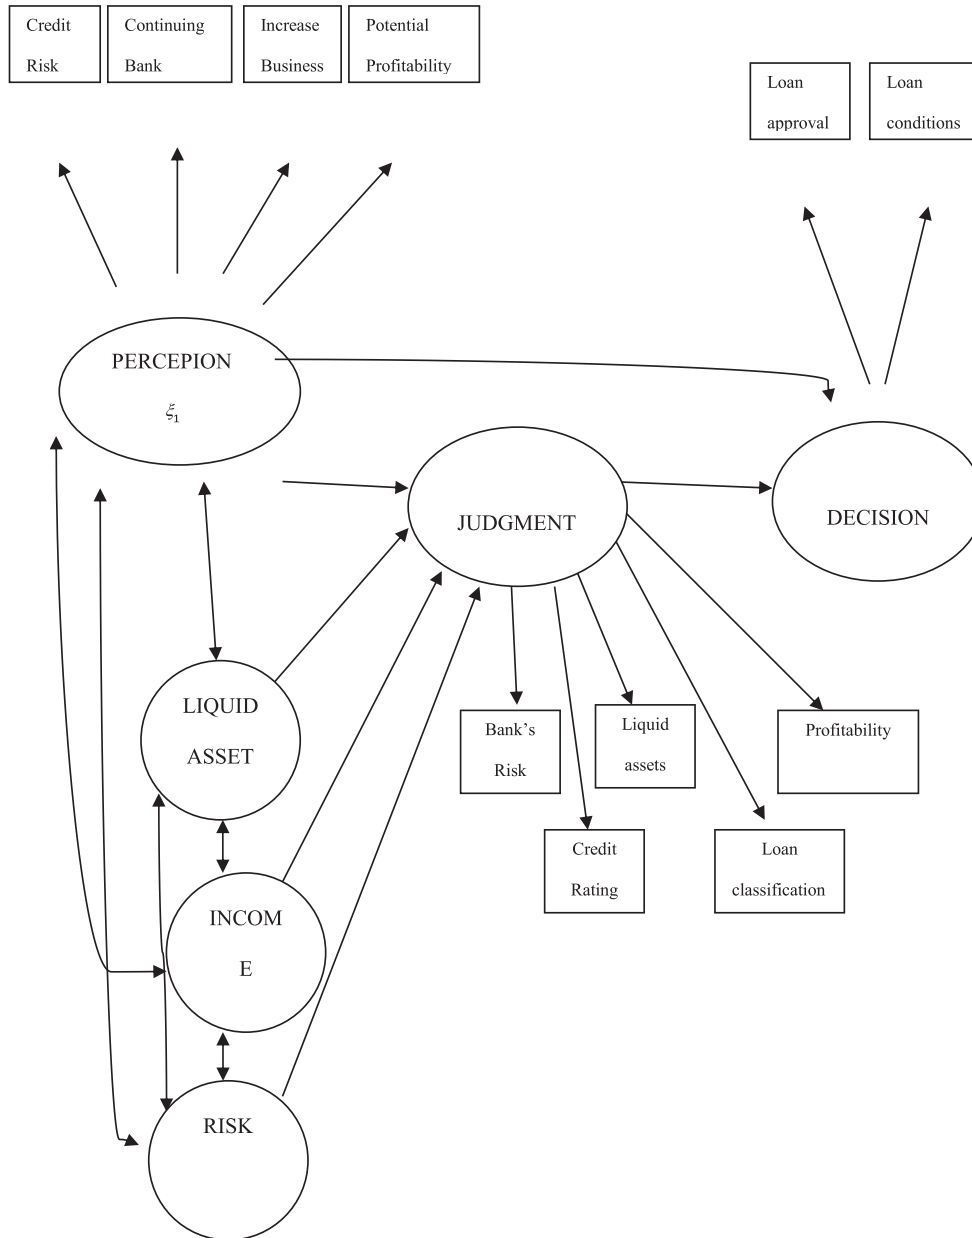 Credit
Risk
Continuing
Bank
Increase
Business
Potential
Profitability
Loan
approval
Loan
conditions
PERCEPION
ξ1
JUDGMENT
DECISION
LIQUID
ASSET
Bank's
Risk
Liquid
assets
Profitability
Credit
Rating
Loan
classification
INCOM
E
RISK